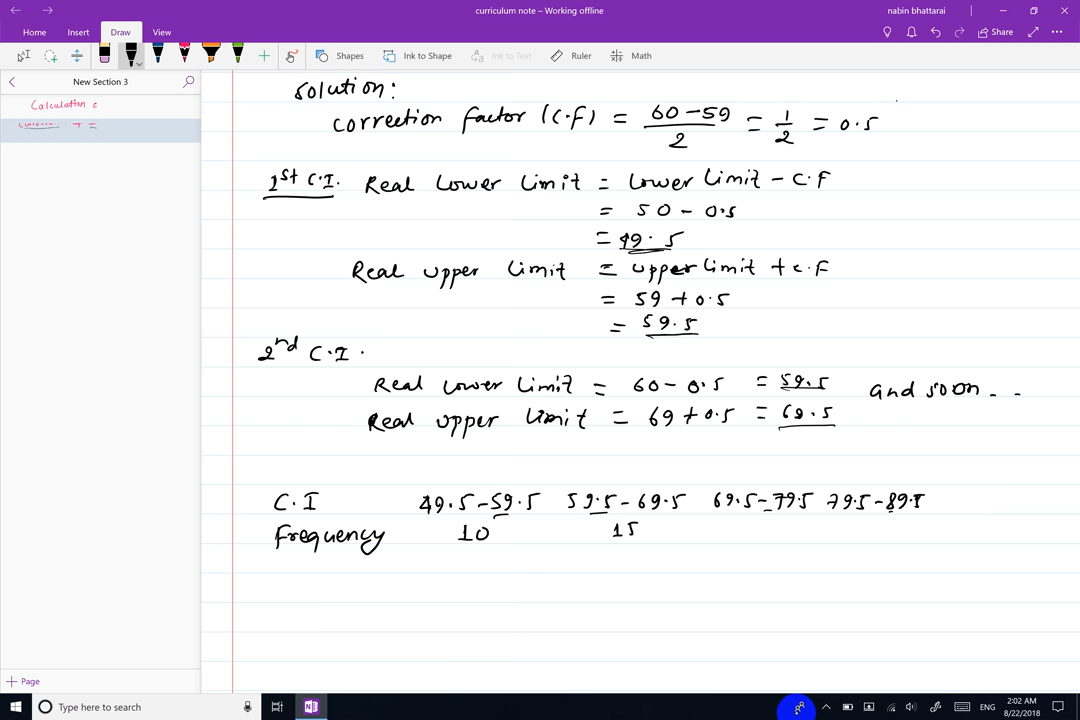 curriculum note – Working offline
nabin bhattarai
Home Insert Draw View
Share
Shapes Ink to Shape Ink to Text Ruler Math
New Section 3
Calculation c
solution:
correction factor (C.F) = 60-59/2 = 1/2 = 0.5
1st C.I. Real lower limit = lower limit - C.F
= 50 - 0.5
= 49.5
Real upper limit = upper limit + C.F
= 59 + 0.5
= 59.5
2nd C.I.
Real lower limit = 60 - 0.5 = 59.5 and soon - -
Real upper limit = 69 + 0.5 = 69.5
C.I 49.5-59.5 59.5-69.5 69.5-79.5 79.5-89.5
Frequency 10 15
+ Page
Type here to search
ENG
2:02 AM
8/22/2018